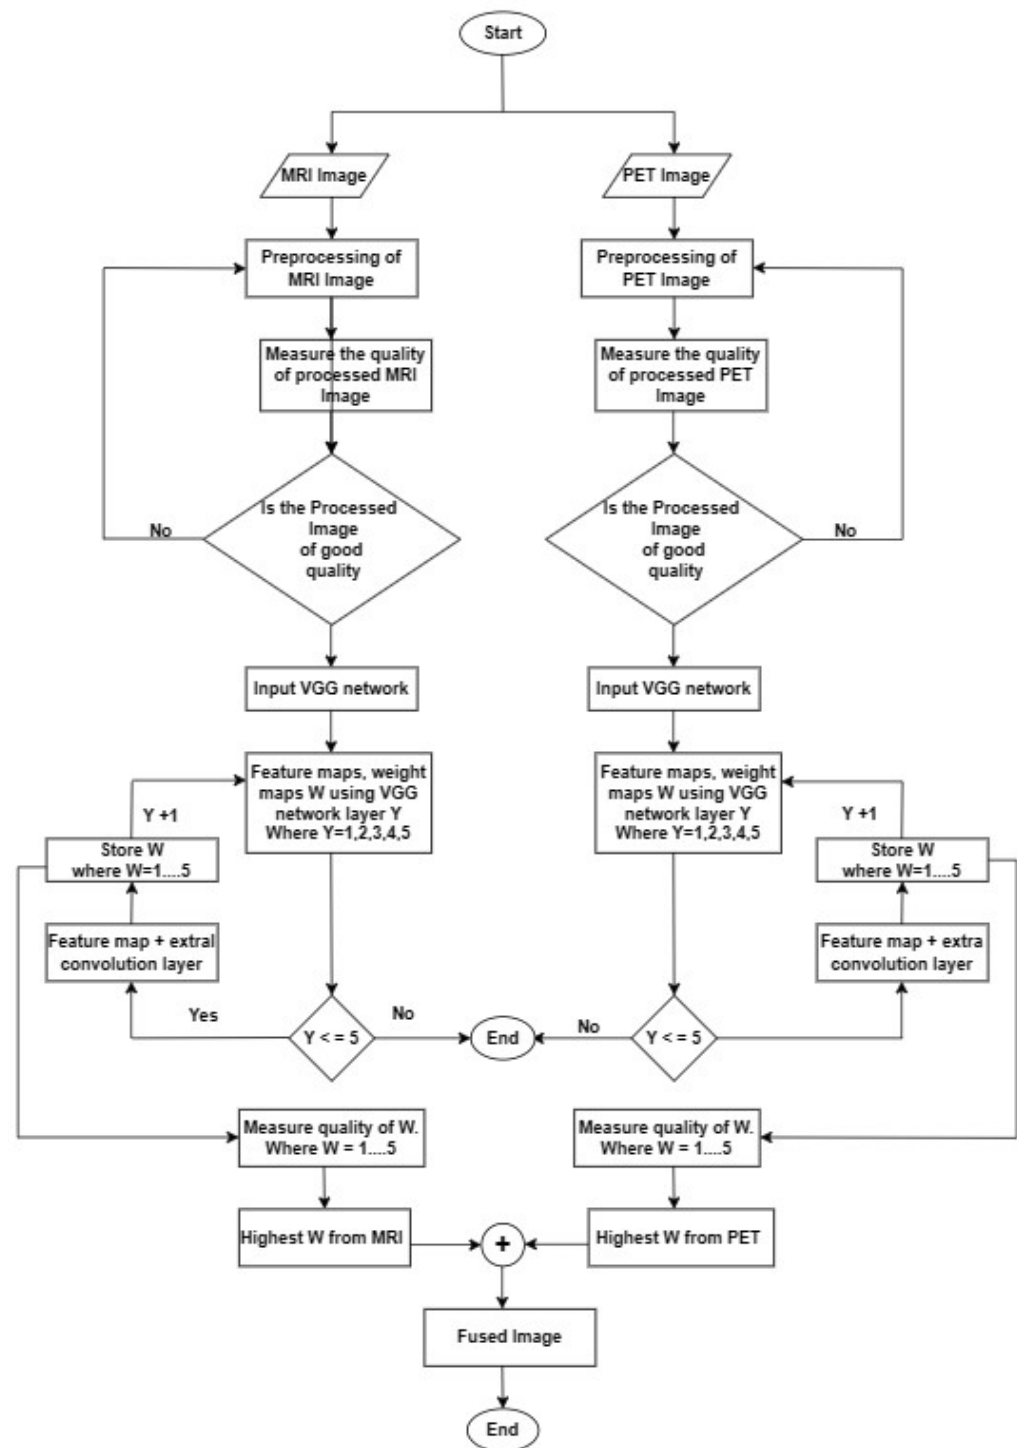 Start
MRI Image
PET Image
Preprocessing of
MRI Image
Preprocessing of
PET Image
Measure the quality
of processed MRI
Image
Measure the quality
of processed PET
Image
Is the Processed
Image
of good
quality
No
Is the Processed
Image
of good
quality
No
Input VGG network
Input VGG network
Feature maps, weight
maps W using VGG
network layer Y
Where Y=1,2,3,4,5
Feature maps, weight
maps W using VGG
network layer Y
Where Y=1,2,3,4,5
Y +1
Y +1
Store W
where W=1....5
Store W
where W=1....5
Feature map + extral
convolution layer
Feature map + extra
convolution layer
Yes
Y < = 5
No
End
No
Y < = 5
Measure quality of W.
Where W = 1....5
Measure quality of W.
Where W = 1....5
Highest W from MRI
+
Highest W from PET
Fused Image
End